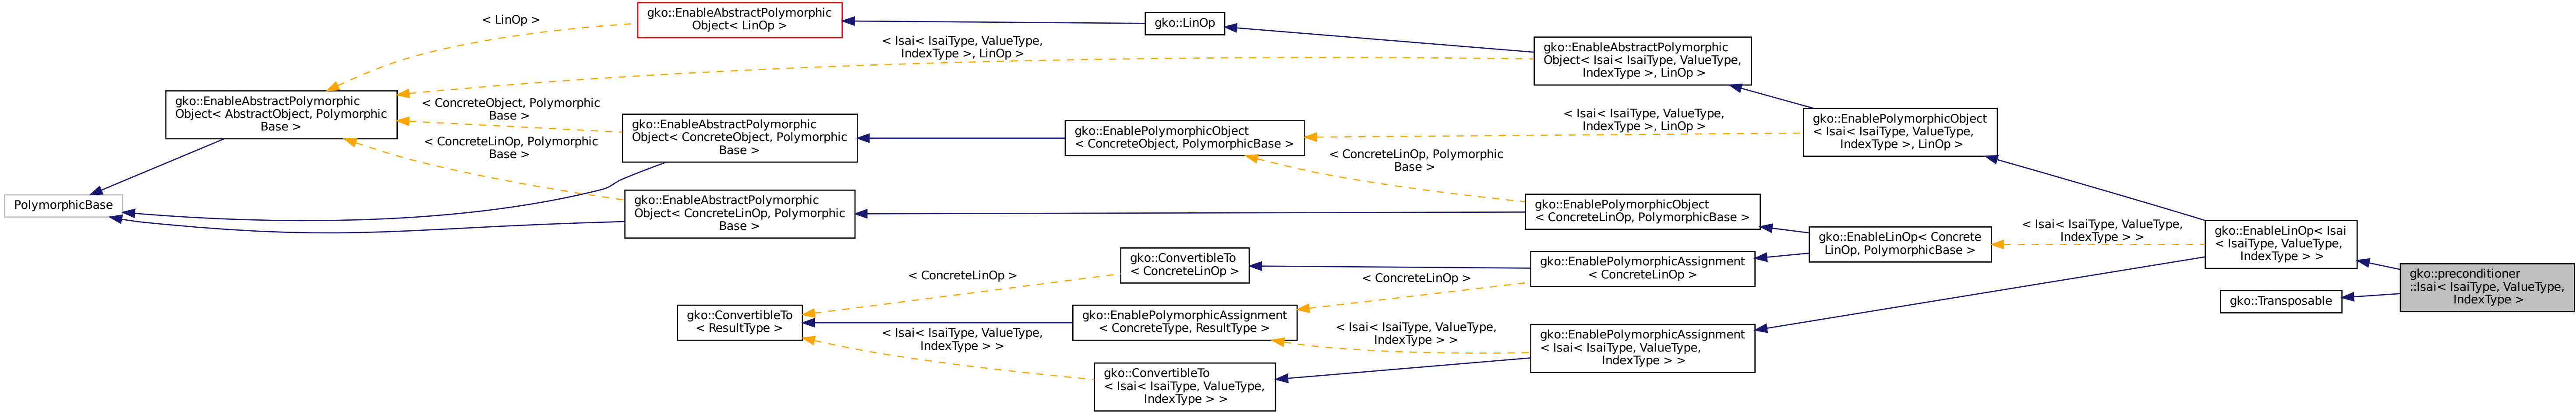 PolymorphicBase
gko::EnableAbstractPolymorphic
Object< AbstractObject, Polymorphic
Base >
< LinOp >
< Isai< IsaiType, ValueType,
IndexType >, LinOp >
< ConcreteObject, Polymorphic
Base >
< ConcreteLinOp, Polymorphic
Base >
gko::EnableAbstractPolymorphic
Object< LinOp >
gko::EnableAbstractPolymorphic
Object< ConcreteObject, Polymorphic
Base >
gko::EnableAbstractPolymorphic
Object< ConcreteLinOp, Polymorphic
Base >
gko::ConvertibleTo
< ResultType >
< ConcreteLinOp >
< Isai< IsaiType, ValueType,
IndexType > >
gko::LinOp
gko::EnablePolymorphicObject
< ConcreteObject, PolymorphicBase >
gko::ConvertibleTo
< ConcreteLinOp >
gko::EnablePolymorphicAssignment
< ConcreteType, ResultType >
gko::ConvertibleTo
< Isai< IsaiType, ValueType,
IndexType > >
< Isai< IsaiType, ValueType,
IndexType >, LinOp >
< ConcreteLinOp, Polymorphic
Base >
< ConcreteLinOp >
< Isai< IsaiType, ValueType,
IndexType > >
gko::EnableAbstractPolymorphic
Object< Isai< IsaiType, ValueType,
IndexType >, LinOp >
gko::EnablePolymorphicObject
< ConcreteLinOp, PolymorphicBase >
gko::EnablePolymorphicAssignment
< ConcreteLinOp >
gko::EnablePolymorphicAssignment
< Isai< IsaiType, ValueType,
IndexType > >
gko::EnablePolymorphicObject
< Isai< IsaiType, ValueType,
IndexType >, LinOp >
gko::EnableLinOp< Concrete
LinOp, PolymorphicBase >
< Isai< IsaiType, ValueType,
IndexType > >
gko::EnableLinOp< Isai
< IsaiType, ValueType,
IndexType > >
gko::Transposable
gko::preconditioner
::Isai< IsaiType, ValueType,
IndexType >